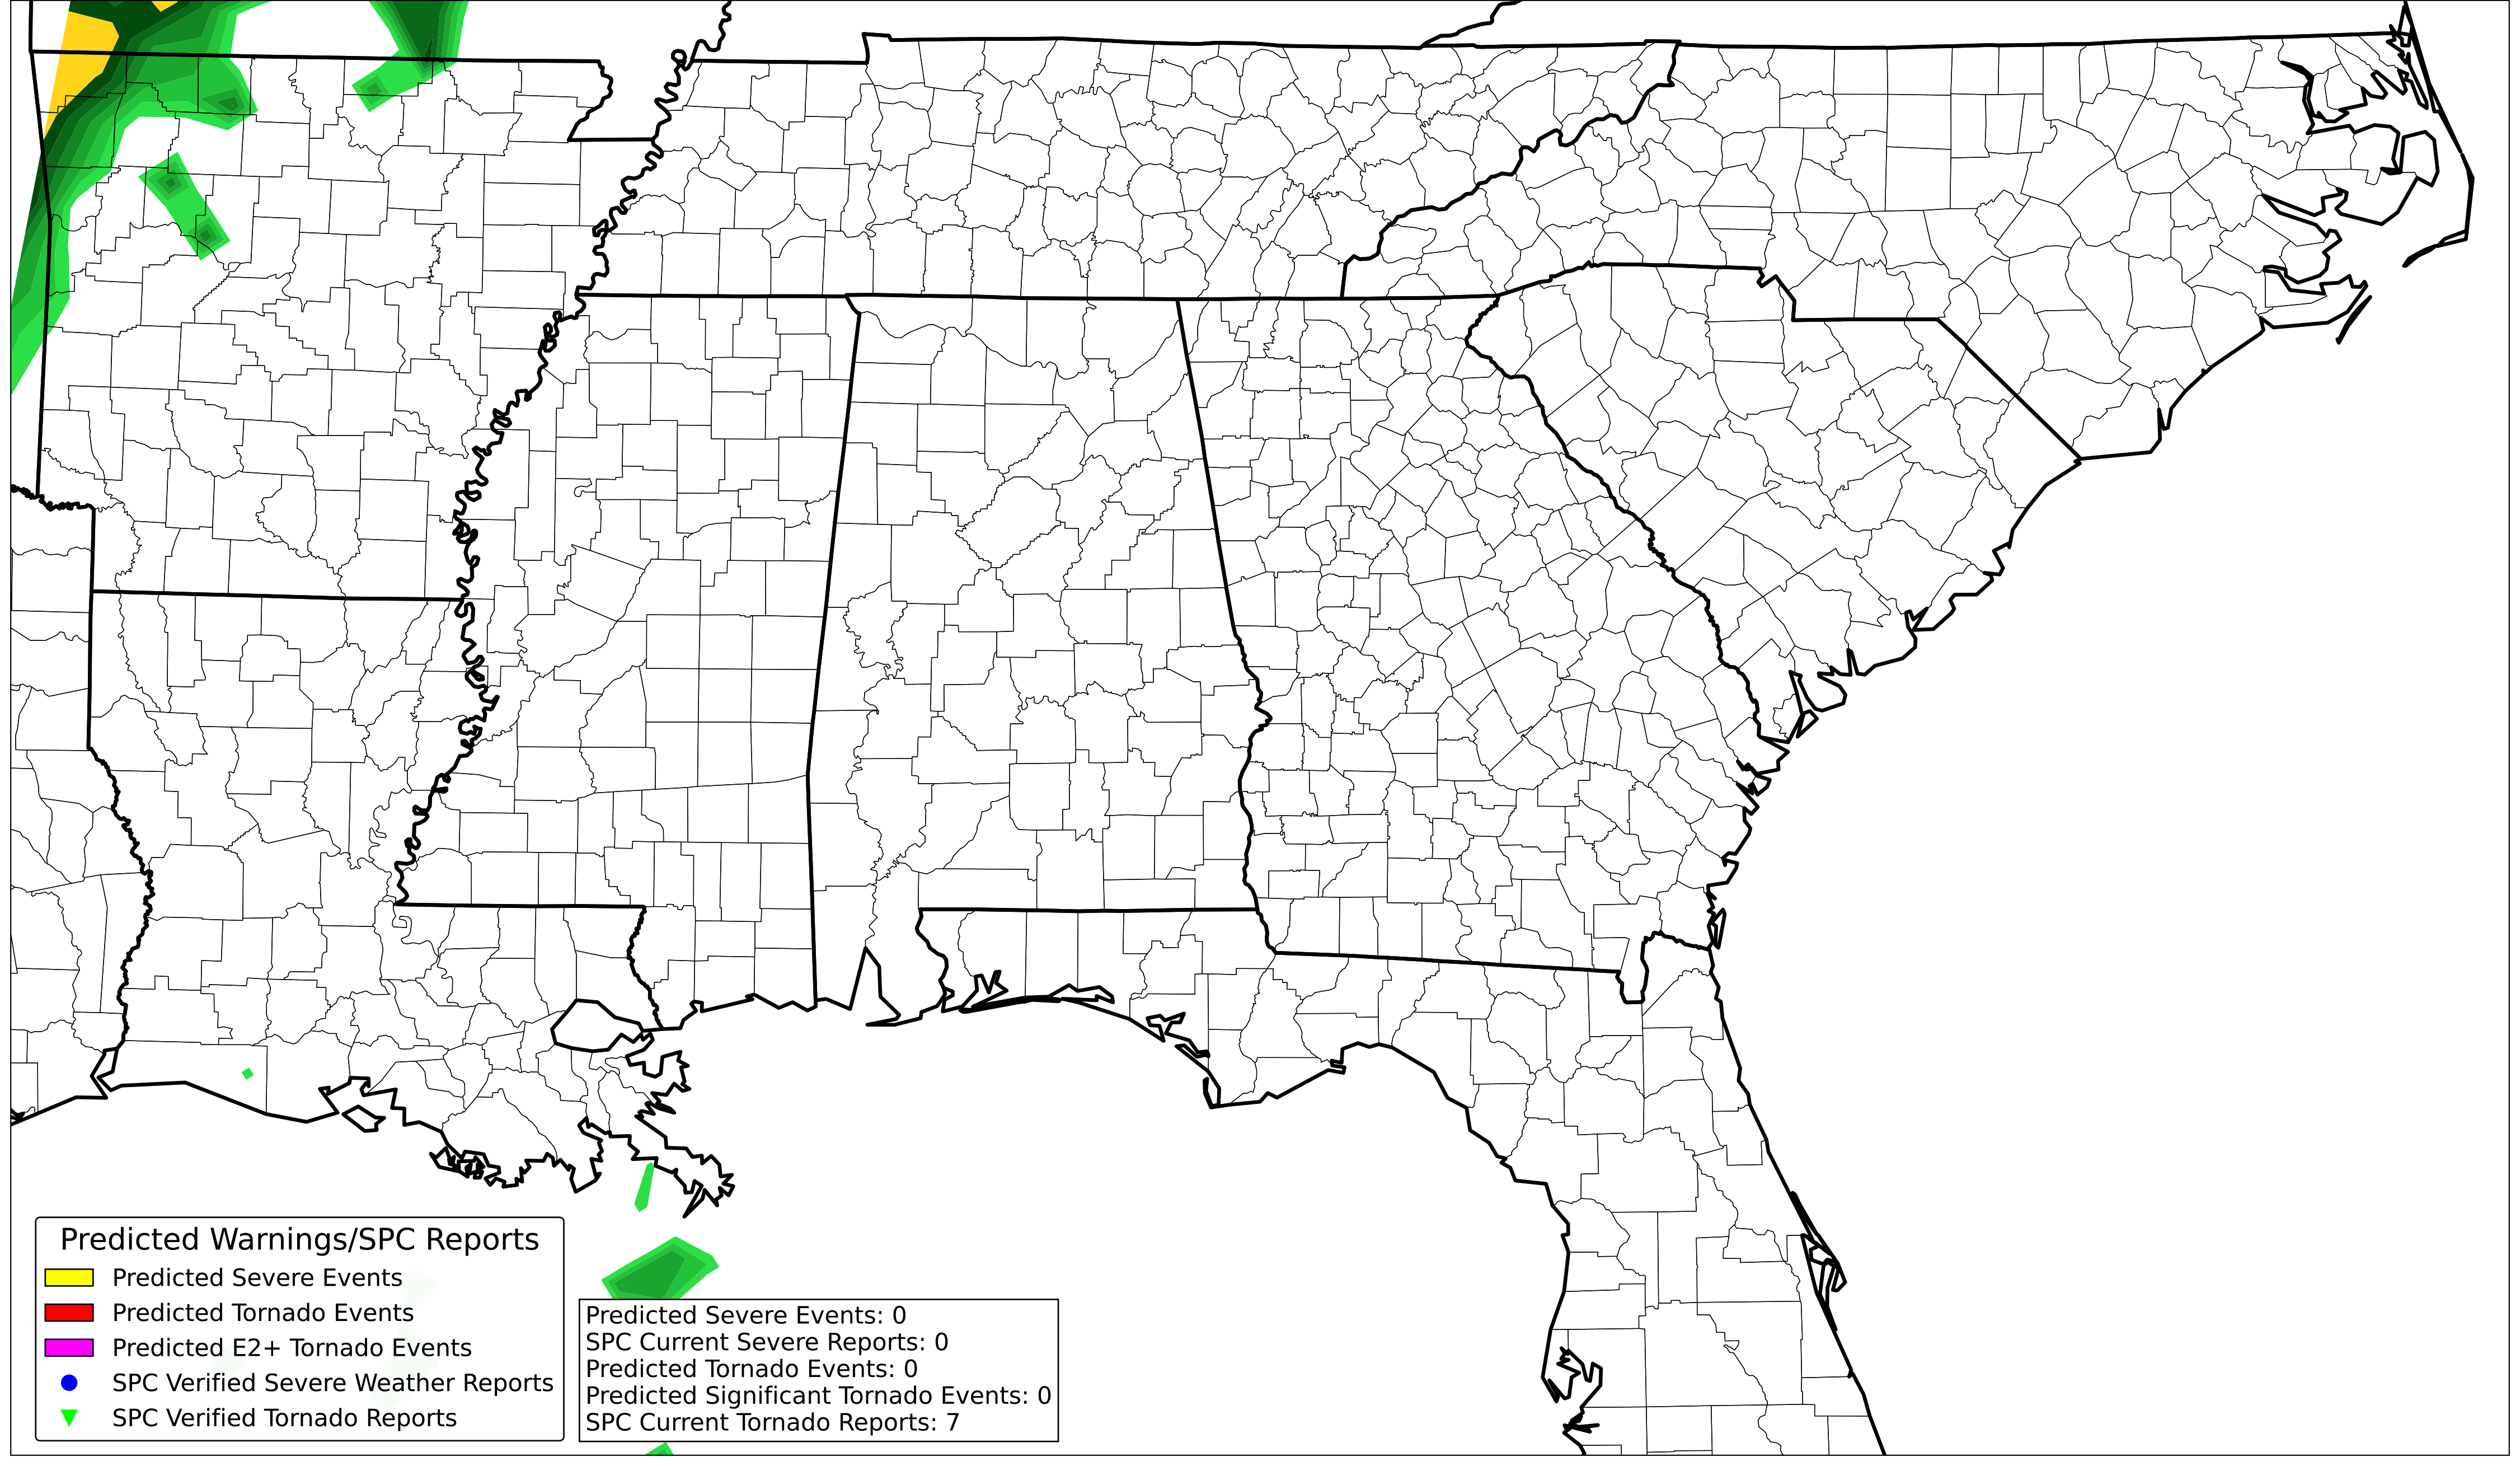 Predicted Warnings/SPC Reports
Predicted Severe Events
Predicted Tornado Events
Predicted E2+ Tornado Events
SPC Verified Severe Weather Reports
SPC Verified Tornado Reports
Predicted Severe Events: 0
SPC Current Severe Reports: 0
Predicted Tornado Events: 0
Predicted Significant Tornado Events: 0
SPC Current Tornado Reports: 7